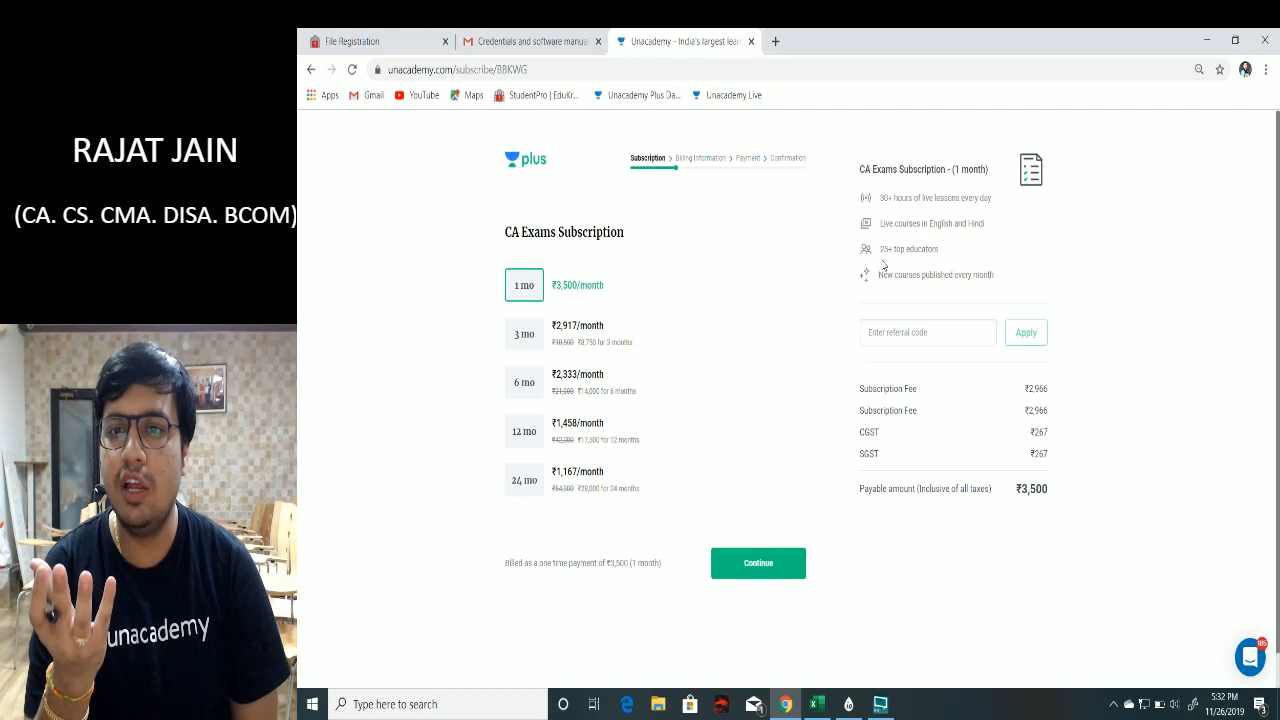 RAJAT JAIN
(CA. CS. CMA. DISA. BCOM)
unacademy
File Registration
Credentials and software manu
Unacademy - India's largest lear
unacademy.com/subscribe/BBKWG
Apps Gmail YouTube Maps StudentPro | EduKr... Unacademy Plus Da... Unacademy Live
plus
Subscription > Billing Information > Payment > Confirmation
CA Exams Subscription
1 mo ₹3,500/month
3 mo ₹2,917/month
₹10,500 ₹8,750 for 3 months
6 mo ₹2,333/month
₹21,000 ₹14,000 for 6 months
12 mo ₹1,458/month
₹42,000 ₹17,500 for 12 months
24 mo ₹1,167/month
₹84,000 ₹28,000 for 24 months
Billed as a one time payment of ₹3,500 (1 month)
Continue
CA Exams Subscription - (1 month)
30+ hours of live lessons every day
Live courses in English and Hindi
25+ top educators
New courses published every month
Enter referral code Apply
Subscription Fee ₹2,966
Subscription Fee ₹2,966
CGST ₹267
SGST ₹267
Payable amount (Inclusive of all taxes) ₹3,500
Type here to search
5:32 PM
11/26/2019